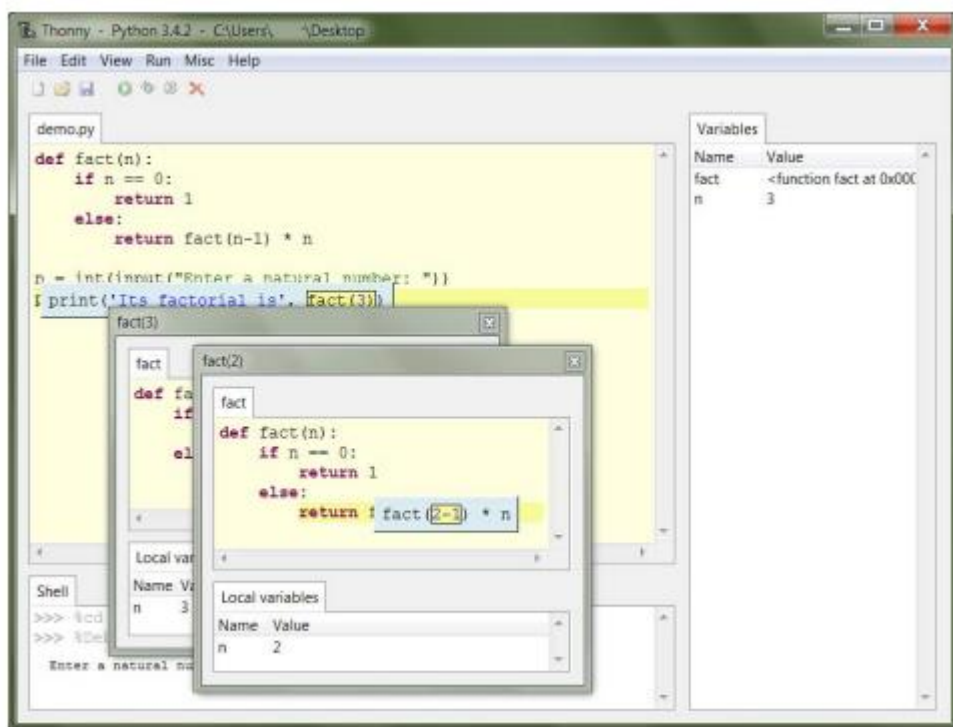 Thonny - Python 3.4.2 - C:\Users\ \Desktop
File Edit View Run Misc Help
demo.py
def fact(n):
    if n == 0:
        return 1
    else:
        return fact(n-1) * n
n = int(input("Enter a natural number: "))
print('Its factorial is', fact(3))
Variables
Name Value
fact <function fact at 0x000
n 3
fact(3)
fact
def fa
if
el
Local var
Name Va
n 3
fact(2)
fact
def fact(n):
    if n == 0:
        return 1
    else:
        return f fact(2-1) * n
Local variables
Name Value
n 2
Shell
>>> %cd
>>> %De
Enter a natural nu